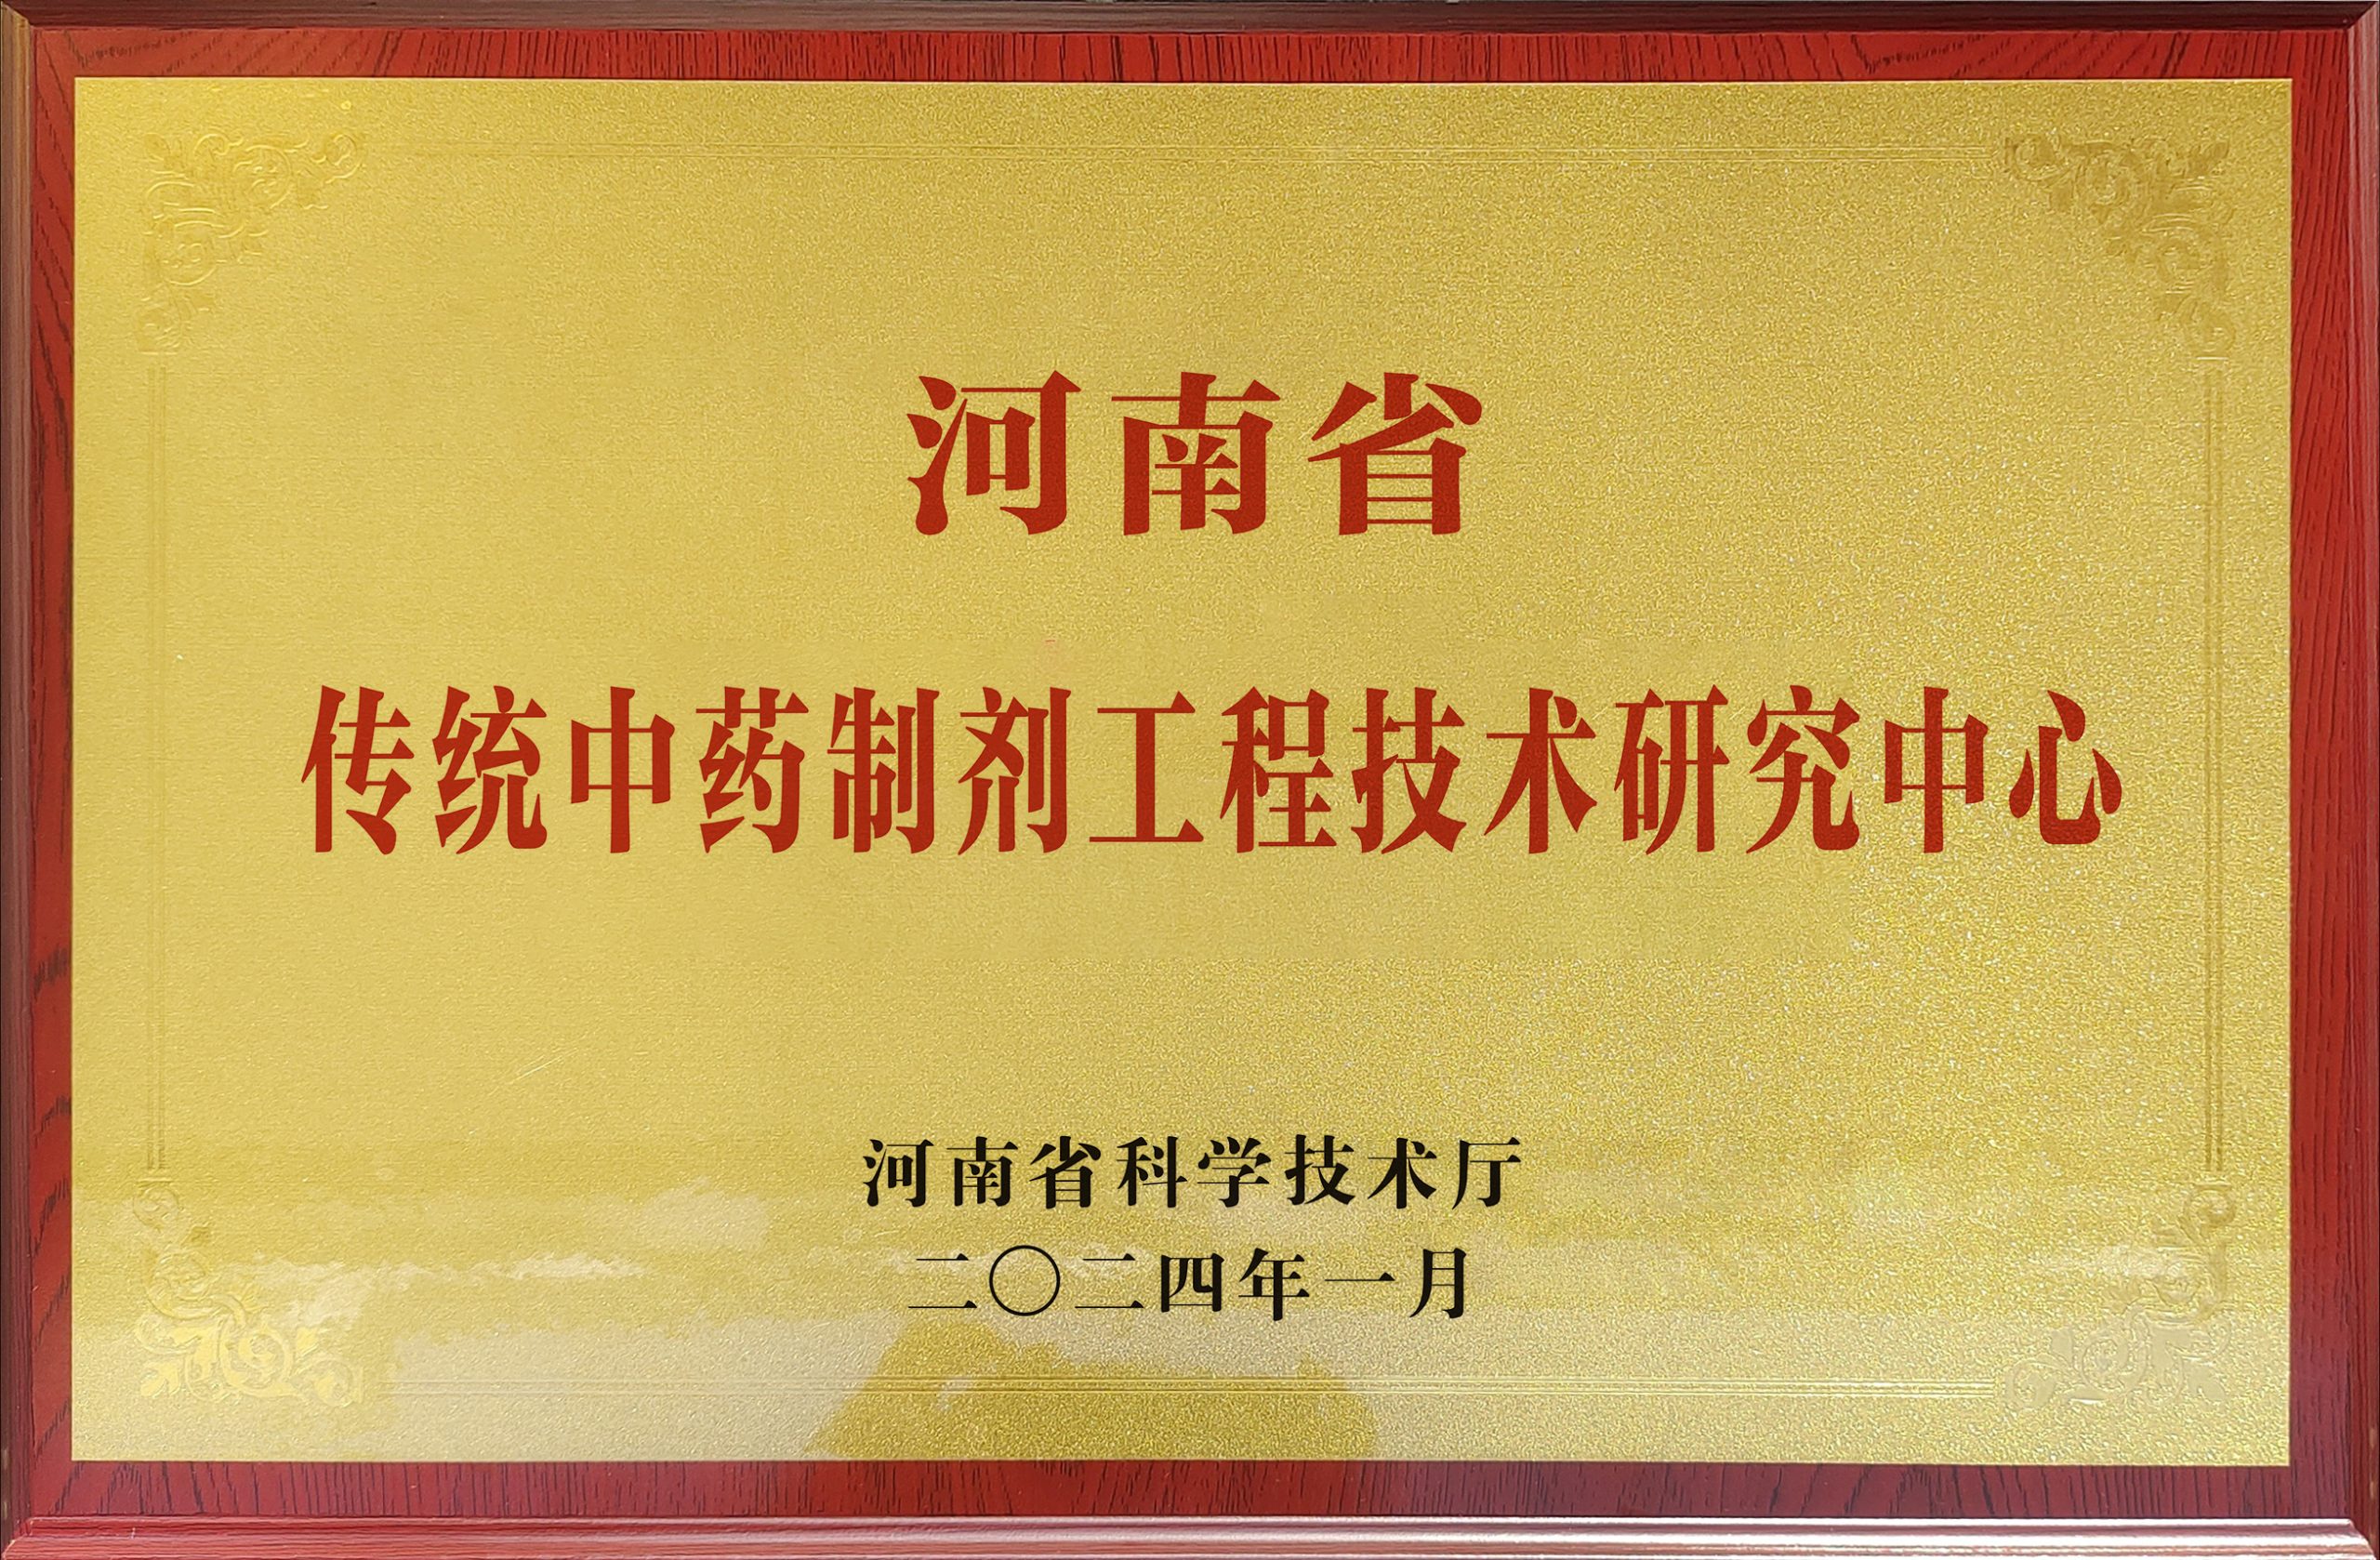 河南省
传统中药制剂工程技术研究中心
河南省科学技术厅
二〇二四年一月